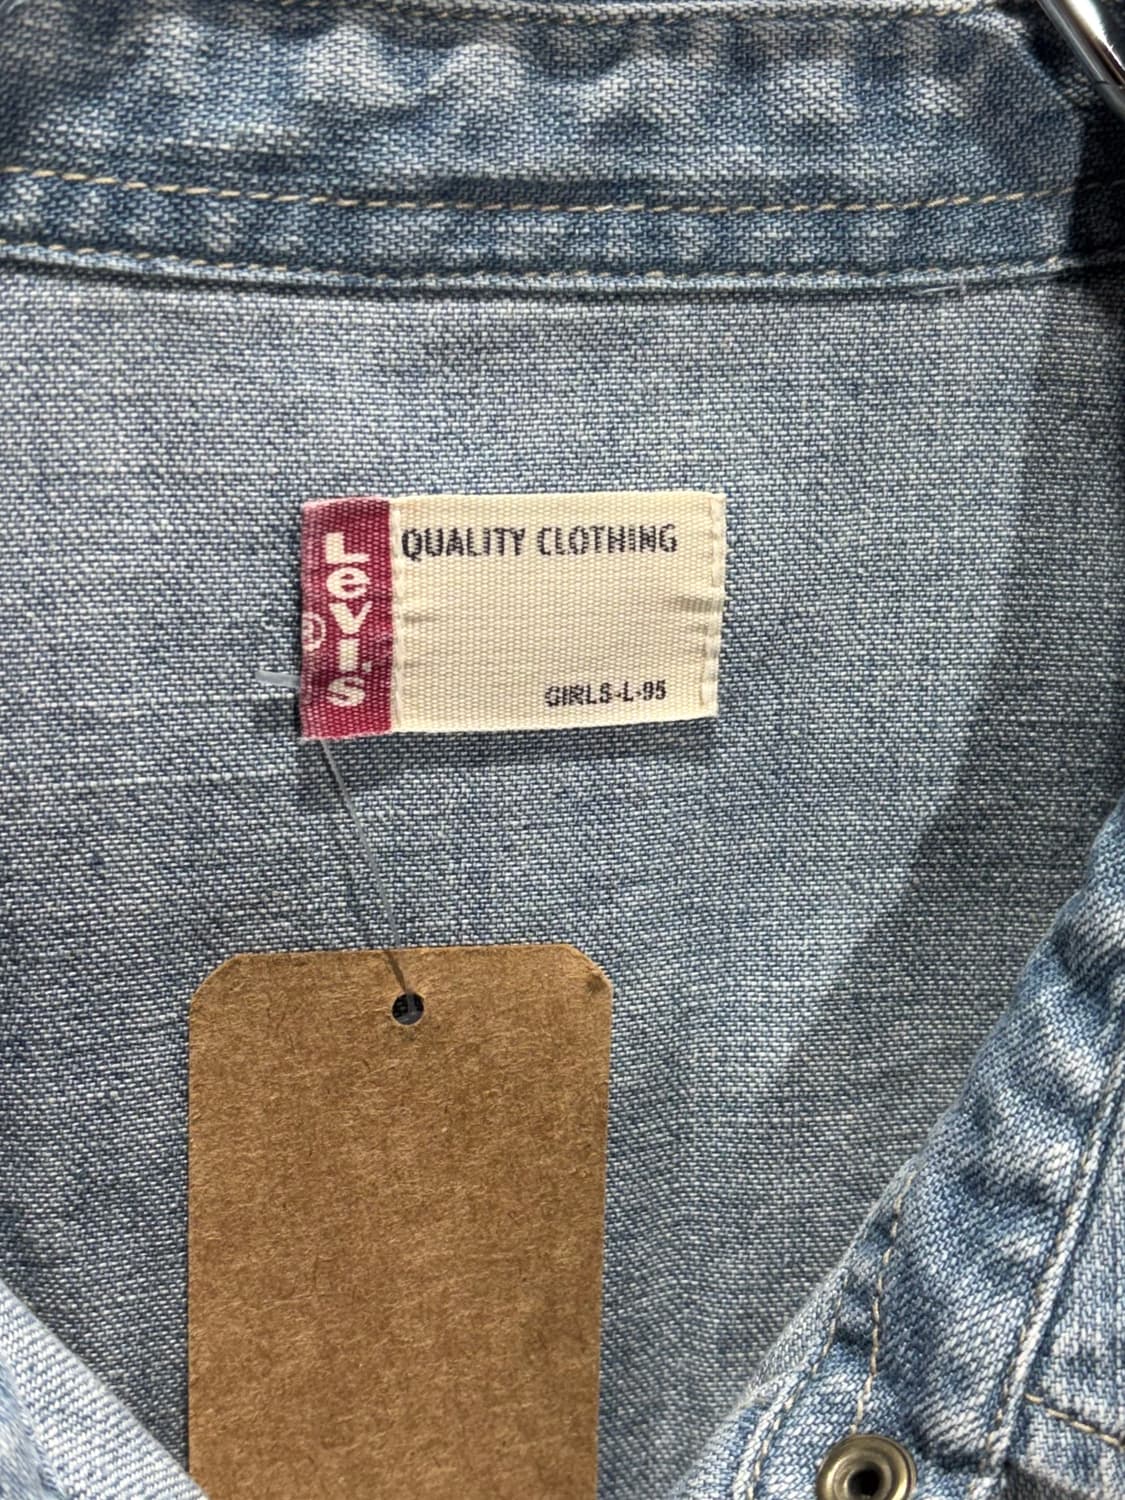 Levi's
®
QUALITY CLOTHING
GIRLS-L-95